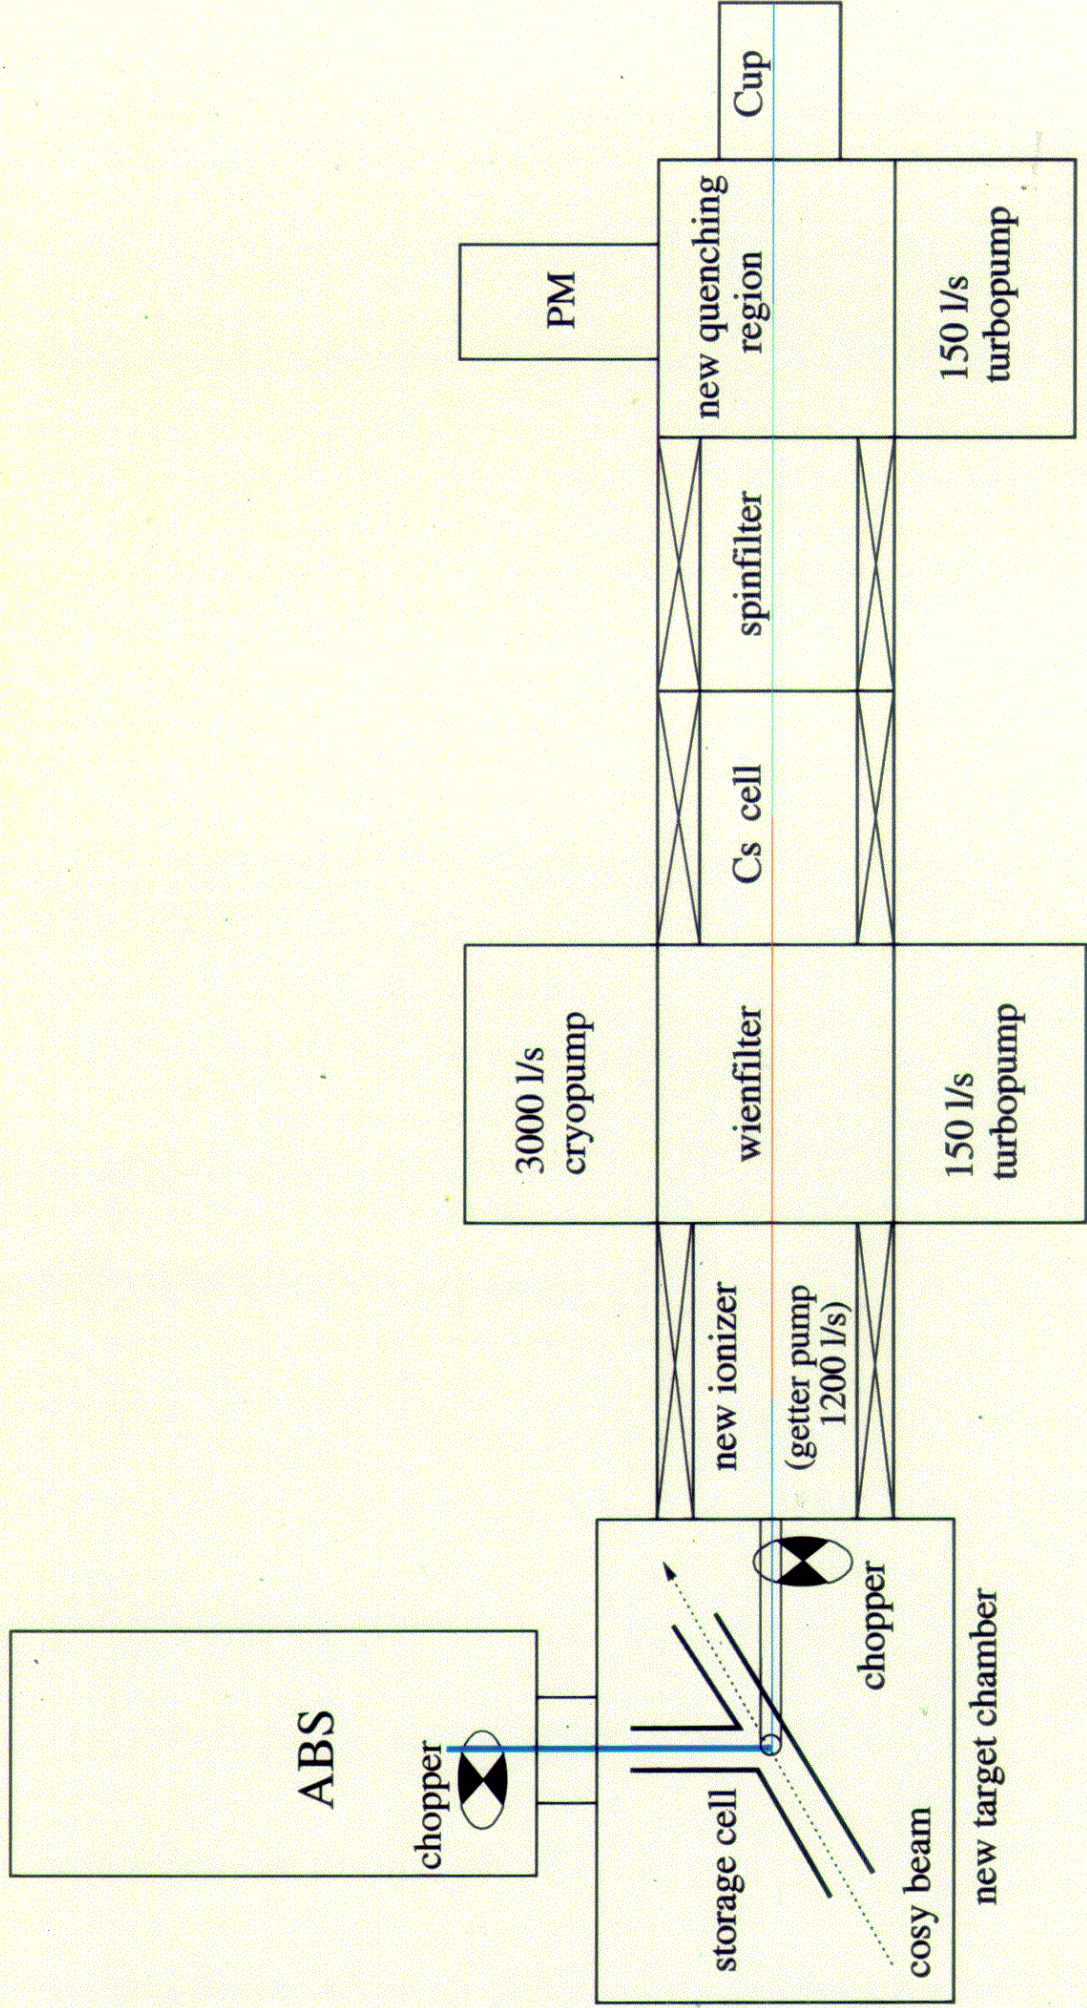 ABS
chopper
storage cell
cosy beam
chopper
new target chamber
new ionizer
(getter pump
1200 l/s)
3000 l/s
cryopump
wienfilter
150 l/s
turbopump
Cs cell
spinfilter
PM
new quenching
region
150 l/s
turbopump
Cup